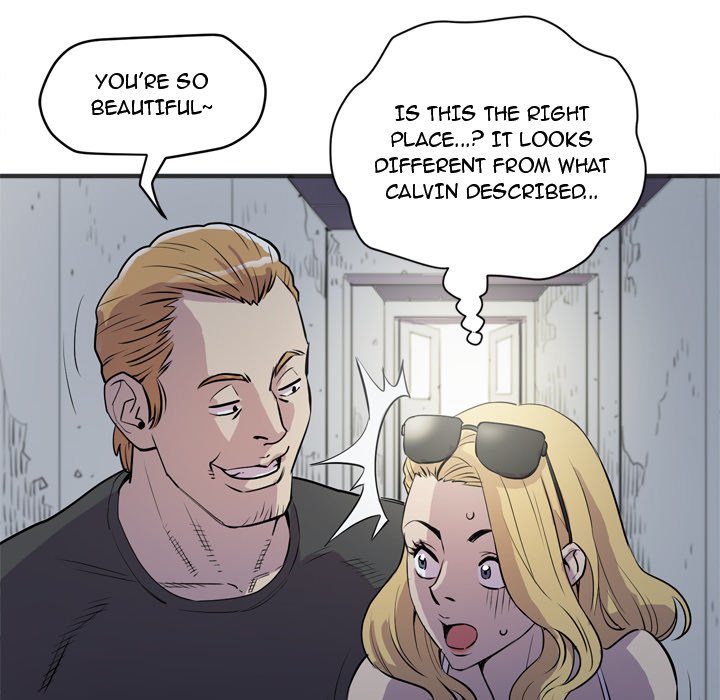 YOU'RE SO
BEAUTIFUL~
IS THIS THE RIGHT
PLACE...? IT LOOKS
DIFFERENT FROM WHAT
CALVIN DESCRIBED...